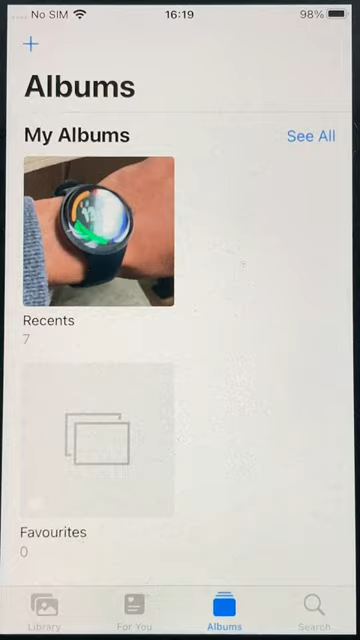 No SIM 16:19 98%
+
Albums
My Albums See All
Recents
7
Favourites
0
Library For You Albums Search